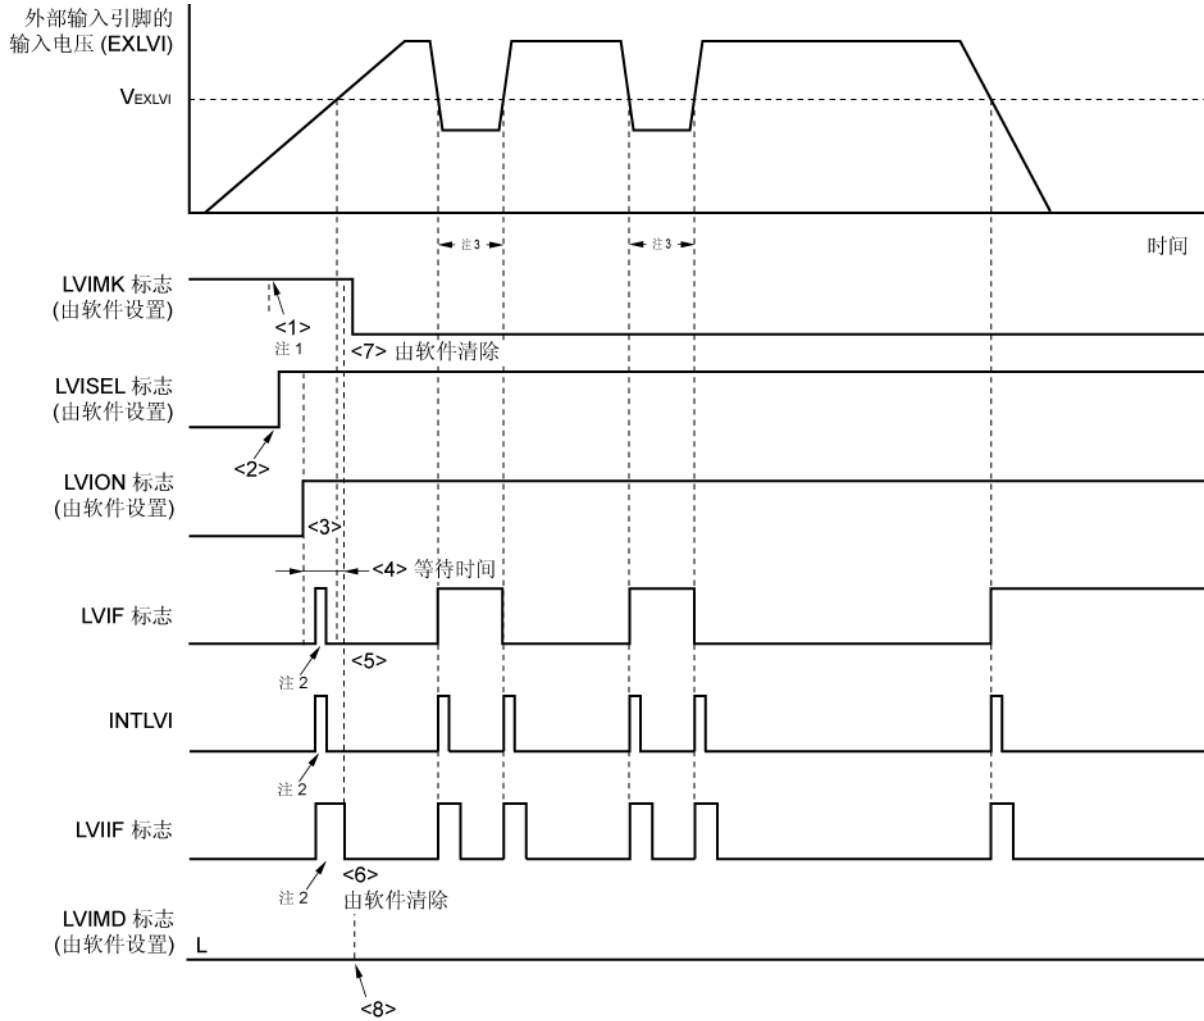 外部输入引脚的
输入电压 (EXLVI)
VEXLVI
注 3
注 3
时间
LVIMK 标志
(由软件设置)
<1>
注 1
<7> 由软件清除
LVISEL 标志
(由软件设置)
<2>
LVION 标志
(由软件设置)
<3>
<4> 等待时间
LVIF 标志
<5>
注 2
INTLVI
注 2
LVIIF 标志
注 2
<6>
由软件清除
LVIMD 标志
(由软件设置)
L
<8>